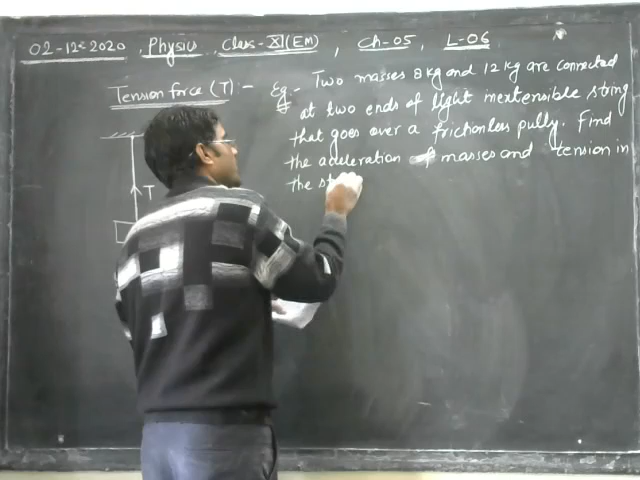 02-12-2020, Physics, Class-XI(EM), Ch-05, L-06
Tension force (T) :-
Eg.- Two masses 8 kg and 12 kg are connected
at two ends of light inextensible string
that goes over a frictionless pully. Find
the acceleration of masses and tension in
the st
T